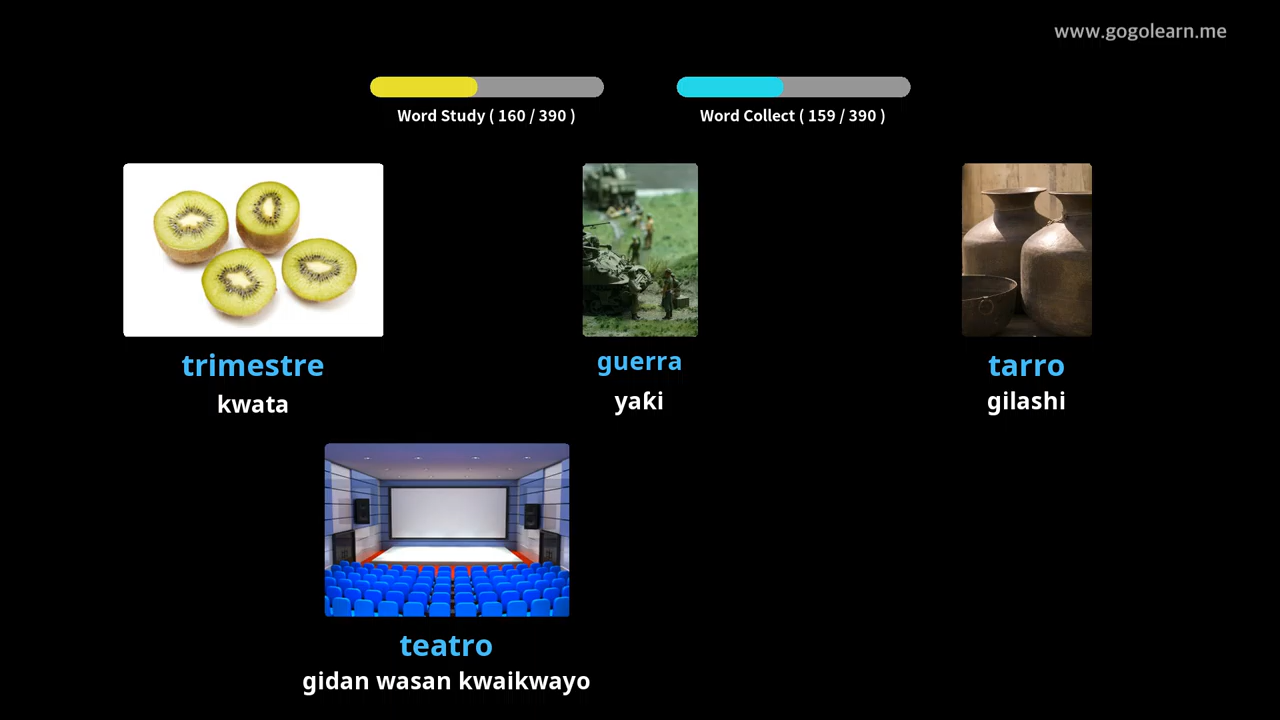 www.gogolearn.me
Word Study ( 160 / 390 )
Word Collect ( 159 / 390 )
trimestre
kwata
guerra
yaƙi
tarro
gilashi
teatro
gidan wasan kwaikwayo